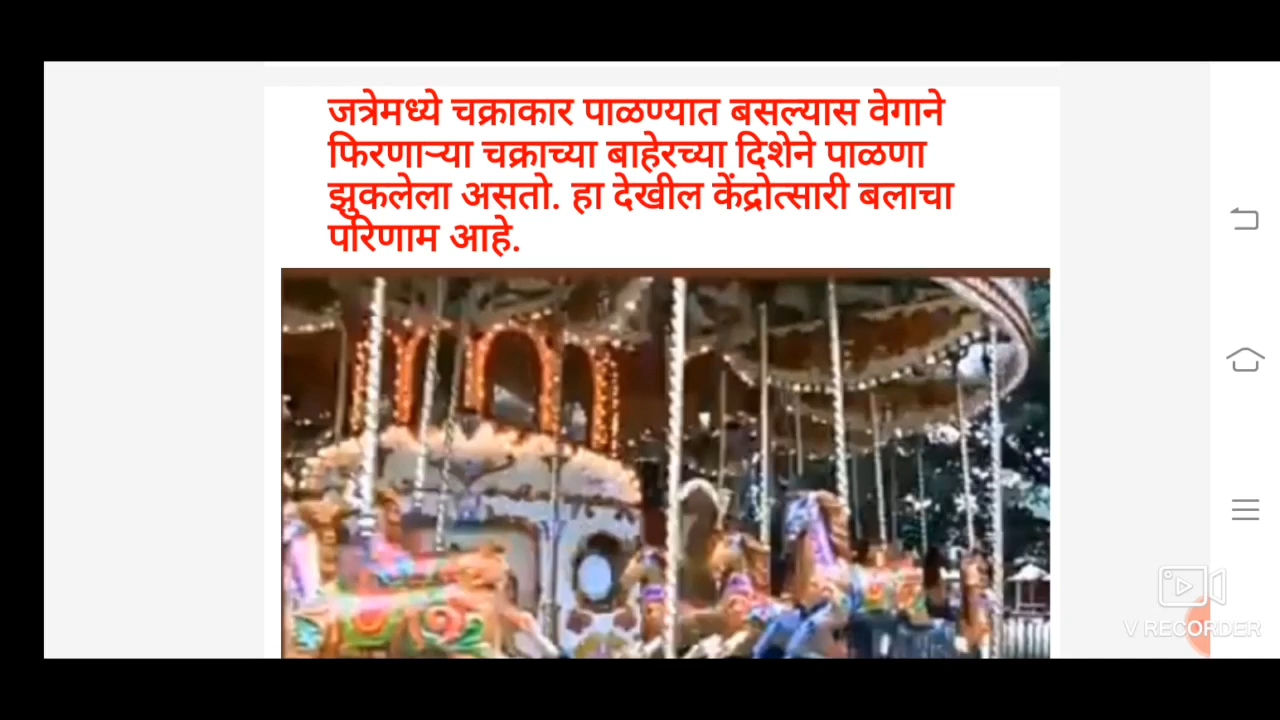 जत्रेमध्ये चक्राकार पाळण्यात बसल्यास वेगाने
फिरणाऱ्या चक्राच्या बाहेरच्या दिशेने पाळणा
झुकलेला असतो. हा देखील केंद्रोत्सारी बलाचा
परिणाम आहे.
V RECORDER